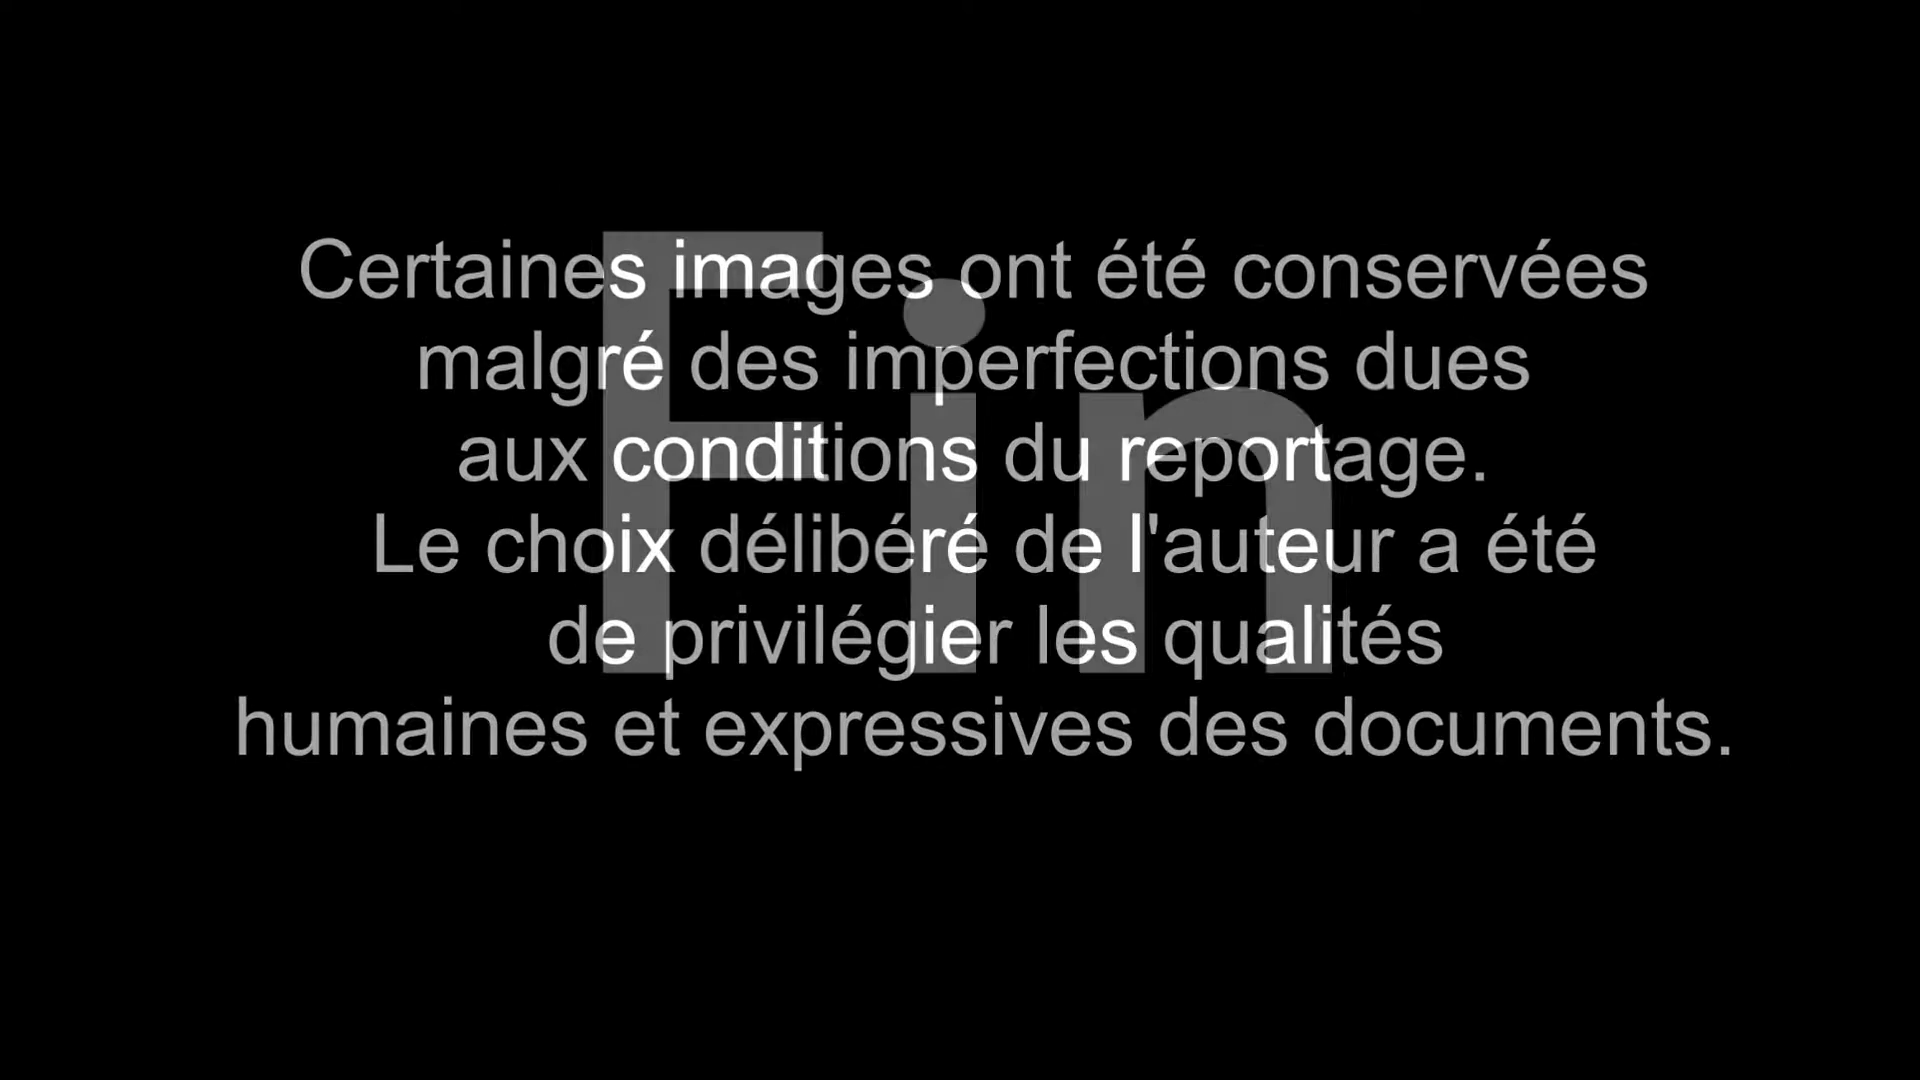 Certaines images ont été conservées
malgré des imperfections dues
aux conditions du reportage.
Le choix délibéré de l'auteur a été
de privilégier les qualités
humaines et expressives des documents.
Fin